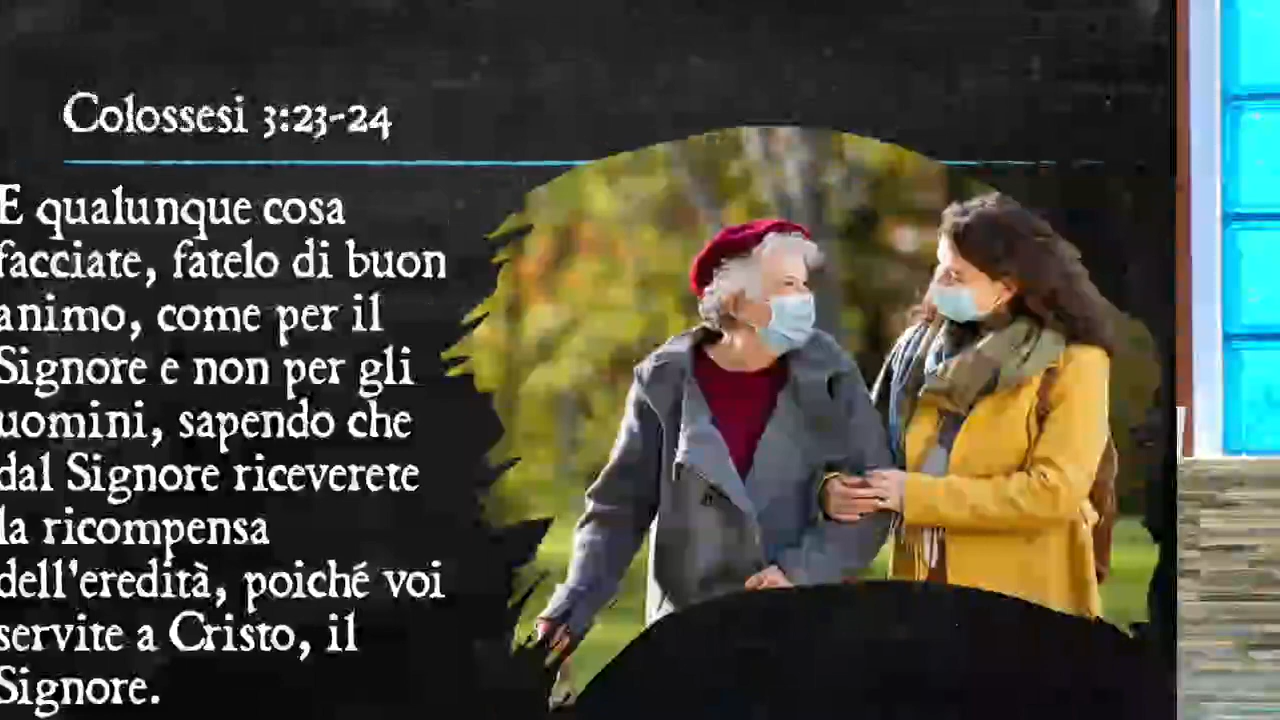 Colossesi 3:23-24
E qualunque cosa
facciate, fatelo di buon
animo, come per il
Signore e non per gli
uomini, sapendo che
dal Signore riceverete
la ricompensa
dell'eredità, poiché voi
servite a Cristo, il
Signore.